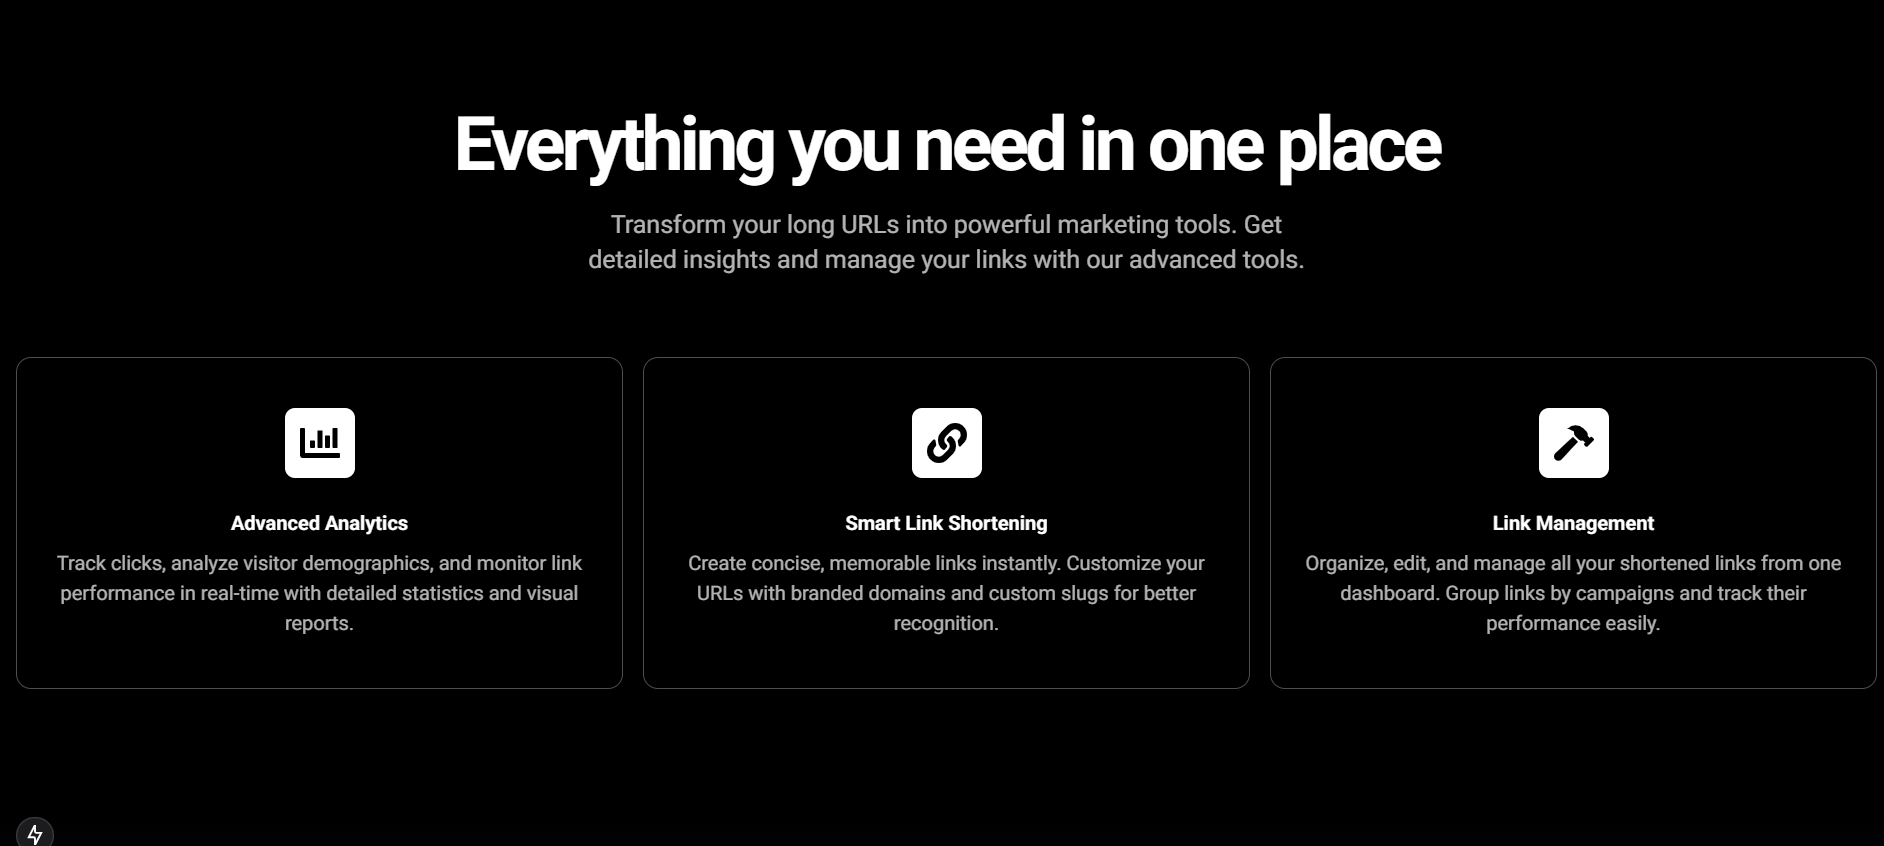 Everything you need in one place
Transform your long URLs into powerful marketing tools. Get
detailed insights and manage your links with our advanced tools.
Advanced Analytics
Track clicks, analyze visitor demographics, and monitor link
performance in real-time with detailed statistics and visual
reports.
Smart Link Shortening
Create concise, memorable links instantly. Customize your
URLs with branded domains and custom slugs for better
recognition.
Link Management
Organize, edit, and manage all your shortened links from one
dashboard. Group links by campaigns and track their
performance easily.